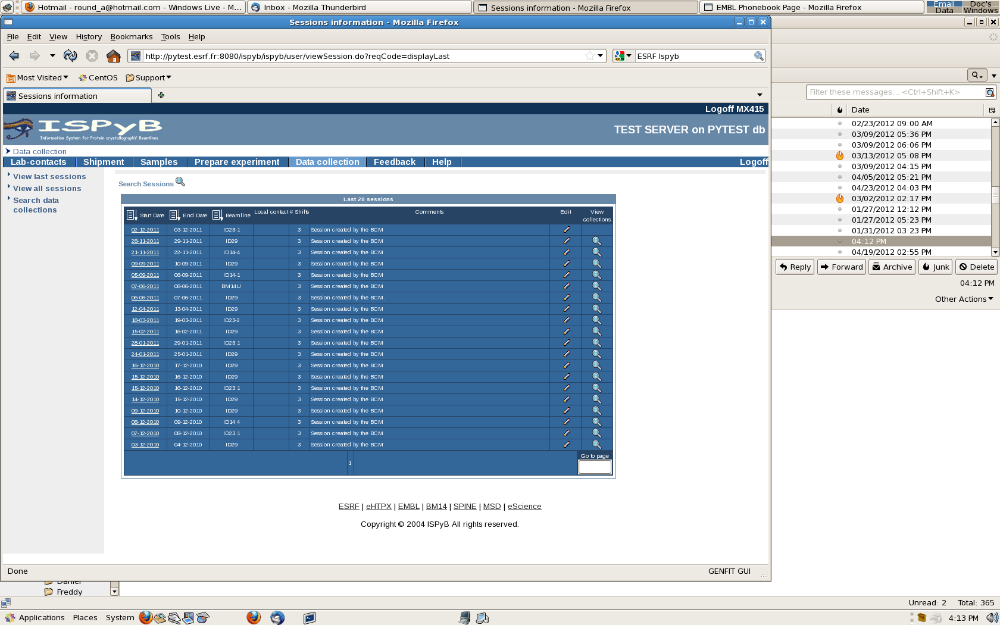 Hotmail - round_a@hotmail.com - Windows Live - M...
Inbox - Mozilla Thunderbird
Sessions information - Mozilla Firefox
EMBL Phonebook Page - Mozilla Firefox
Email Doc's
Data Windows
Sessions information - Mozilla Firefox
File Edit View History Bookmarks Tools Help
http://pytest.esrf.fr:8080/ispyb/ispyb/user/viewSession.do?reqCode=displayLast
ESRF Ispyb
Most Visited CentOS Support
Sessions information
Logoff MX415
ISPyB
Information System for Protein crystallographY Beamlines
TEST SERVER on PYTEST db
Data collection
Lab-contacts Shipment Samples Prepare experiment Data collection Feedback Help Logoff
View last sessions
View all sessions
Search data
collections
Search Sessions
Last 20 sessions
Start Date End Date Beamline Local contact # Shifts Comments Edit View collections
02-12-2011 03-12-2011 ID23-1 3 Session created by the BCM
28-11-2011 29-11-2011 ID29 3 Session created by the BCM
21-11-2011 22-11-2011 ID14-4 3 Session created by the BCM
09-09-2011 10-09-2011 ID29 3 Session created by the BCM
05-09-2011 06-09-2011 ID14-1 3 Session created by the BCM
07-06-2011 08-06-2011 BM14U 3 Session created by the BCM
06-06-2011 07-06-2011 ID29 3 Session created by the BCM.
12-04-2011 13-04-2011 ID29 3 Session created by the BCM
18-03-2011 19-03-2011 ID23-2 3 Session created by the BCM
15-02-2011 16-02-2011 ID29 3 Session created by the BCM
28-01-2011 29-01-2011 ID23 1 3 Session created by the BCM
24-01-2011 25-01-2011 ID29 3 Session created by the BCM
16-12-2010 17-12-2010 ID29 3 Session created by the BCM
15-12-2010 16-12-2010 ID29 3 Session created by the BCM
15-12-2010 16-12-2010 ID23 1 3 Session created by the BCM
14-12-2010 15-12-2010 ID29 3 Session created by the BCM
09-12-2010 10-12-2010 ID29 3 Session created by the BCM
08-12-2010 09-12-2010 ID14 4 3 Session created by the BCM
07-12-2010 08-12-2010 ID23 1 3 Session created by the BCM
03-12-2010 04-12-2010 ID29 3 Session created by the BCM
1
Go to page
ESRF | eHTPX | EMBL | BM14 | SPINE | MSD | eScience
Copyright © 2004 ISPyB All rights reserved.
Done
GENFIT GUI
Filter these messages... <Ctrl+Shift+K>
Date
02/23/2012 09:00 AM
03/09/2012 05:36 PM
03/09/2012 06:06 PM
03/13/2012 05:08 PM
03/09/2012 04:15 PM
04/05/2012 05:21 PM
04/23/2012 04:03 PM
03/02/2012 02:17 PM
01/27/2012 12:12 PM
01/27/2012 05:23 PM
01/31/2012 03:23 PM
04:12 PM
04/19/2012 02:55 PM
Reply Forward Archive Junk Delete
04:12 PM
Other Actions
Daniel
Freddy
Unread: 2 Total: 365
Applications Places System
4:13 PM